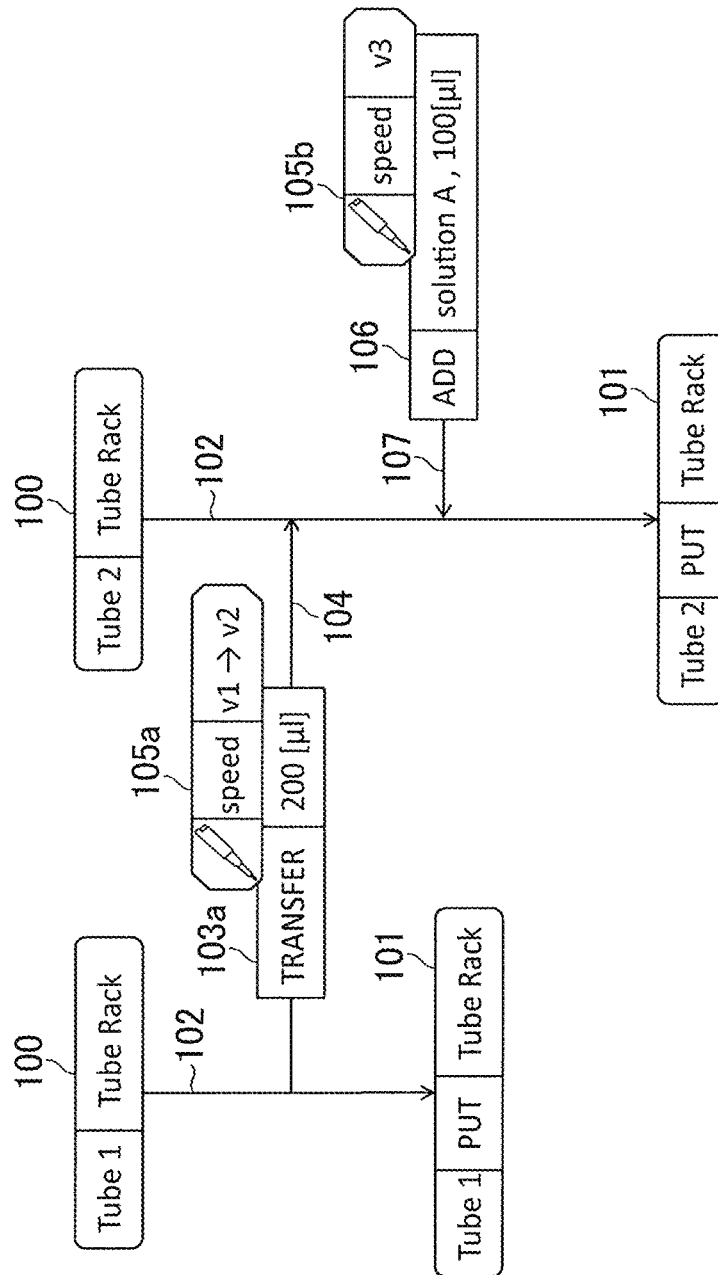 100
Tube 1 Tube Rack
102
103a
105a
speed v1 → v2
TRANSFER 200 [µl]
104
101
Tube 1 PUT Tube Rack
100
Tube 2 Tube Rack
102
105b
speed v3
106
ADD solution A , 100[µl]
107
101
Tube 2 PUT Tube Rack